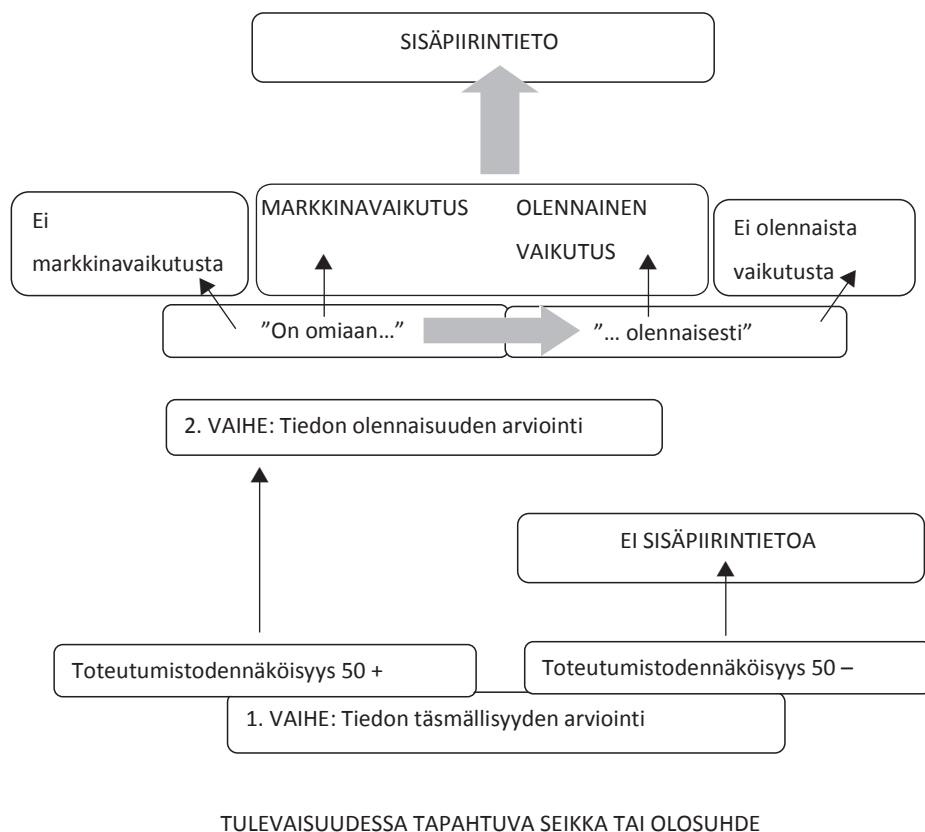 SISÄPIIRINTIETO
Ei
markkinavaikutusta
MARKKINAVAIKUTUS
OLENNAINEN
VAIKUTUS
Ei olennaista
vaikutusta
”On omiaan…”
”… olennaisesti”
2. VAIHE: Tiedon olennaisuuden arviointi
EI SISÄPIIRINTIETOA
Toteutumistodennäköisyys 50 +
Toteutumistodennäköisyys 50 –
1. VAIHE: Tiedon täsmällisyyden arviointi
TULEVAISUUDESSA TAPAHTUVA SEIKKA TAI OLOSUHDE